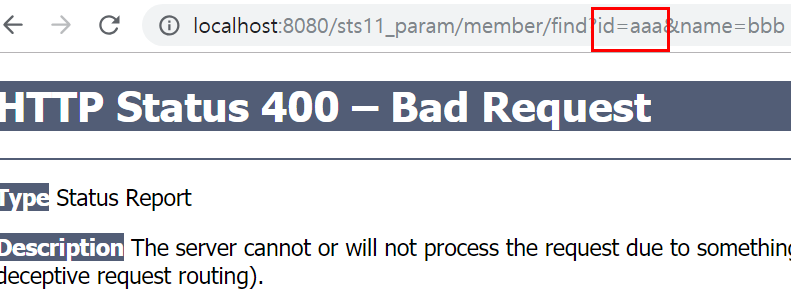 localhost:8080/sts11_param/member/find?id=aaa&name=bbb
HTTP Status 400 – Bad Request
Type Status Report
Description The server cannot or will not process the request due to something
deceptive request routing).